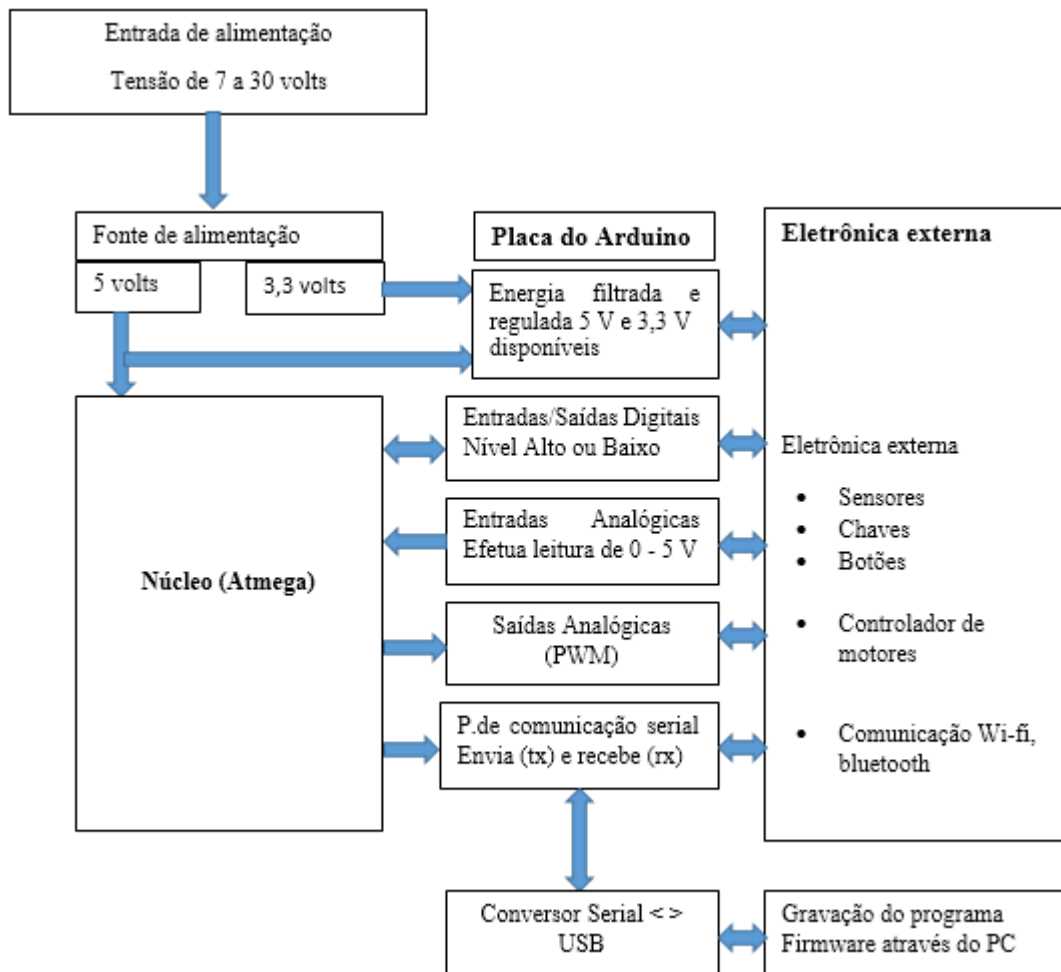 Entrada de alimentação
Tensão de 7 a 30 volts
Fonte de alimentação
5 volts
3,3 volts
Placa do Arduino
Energia filtrada e
regulada 5 V e 3,3 V
disponíveis
Eletrônica externa
Núcleo (Atmega)
Entradas/Saídas Digitais
Nível Alto ou Baixo
Entradas Analógicas
Efetua leitura de 0 - 5 V
Saídas Analógicas
(PWM)
P.de comunicação serial
Envia (tx) e recebe (rx)
Eletrônica externa
• Sensores
• Chaves
• Botões
• Controlador de
motores
• Comunicação Wi-fí,
bluetooth
Conversor Serial < >
USB
Gravação do programa
Firmware através do PC